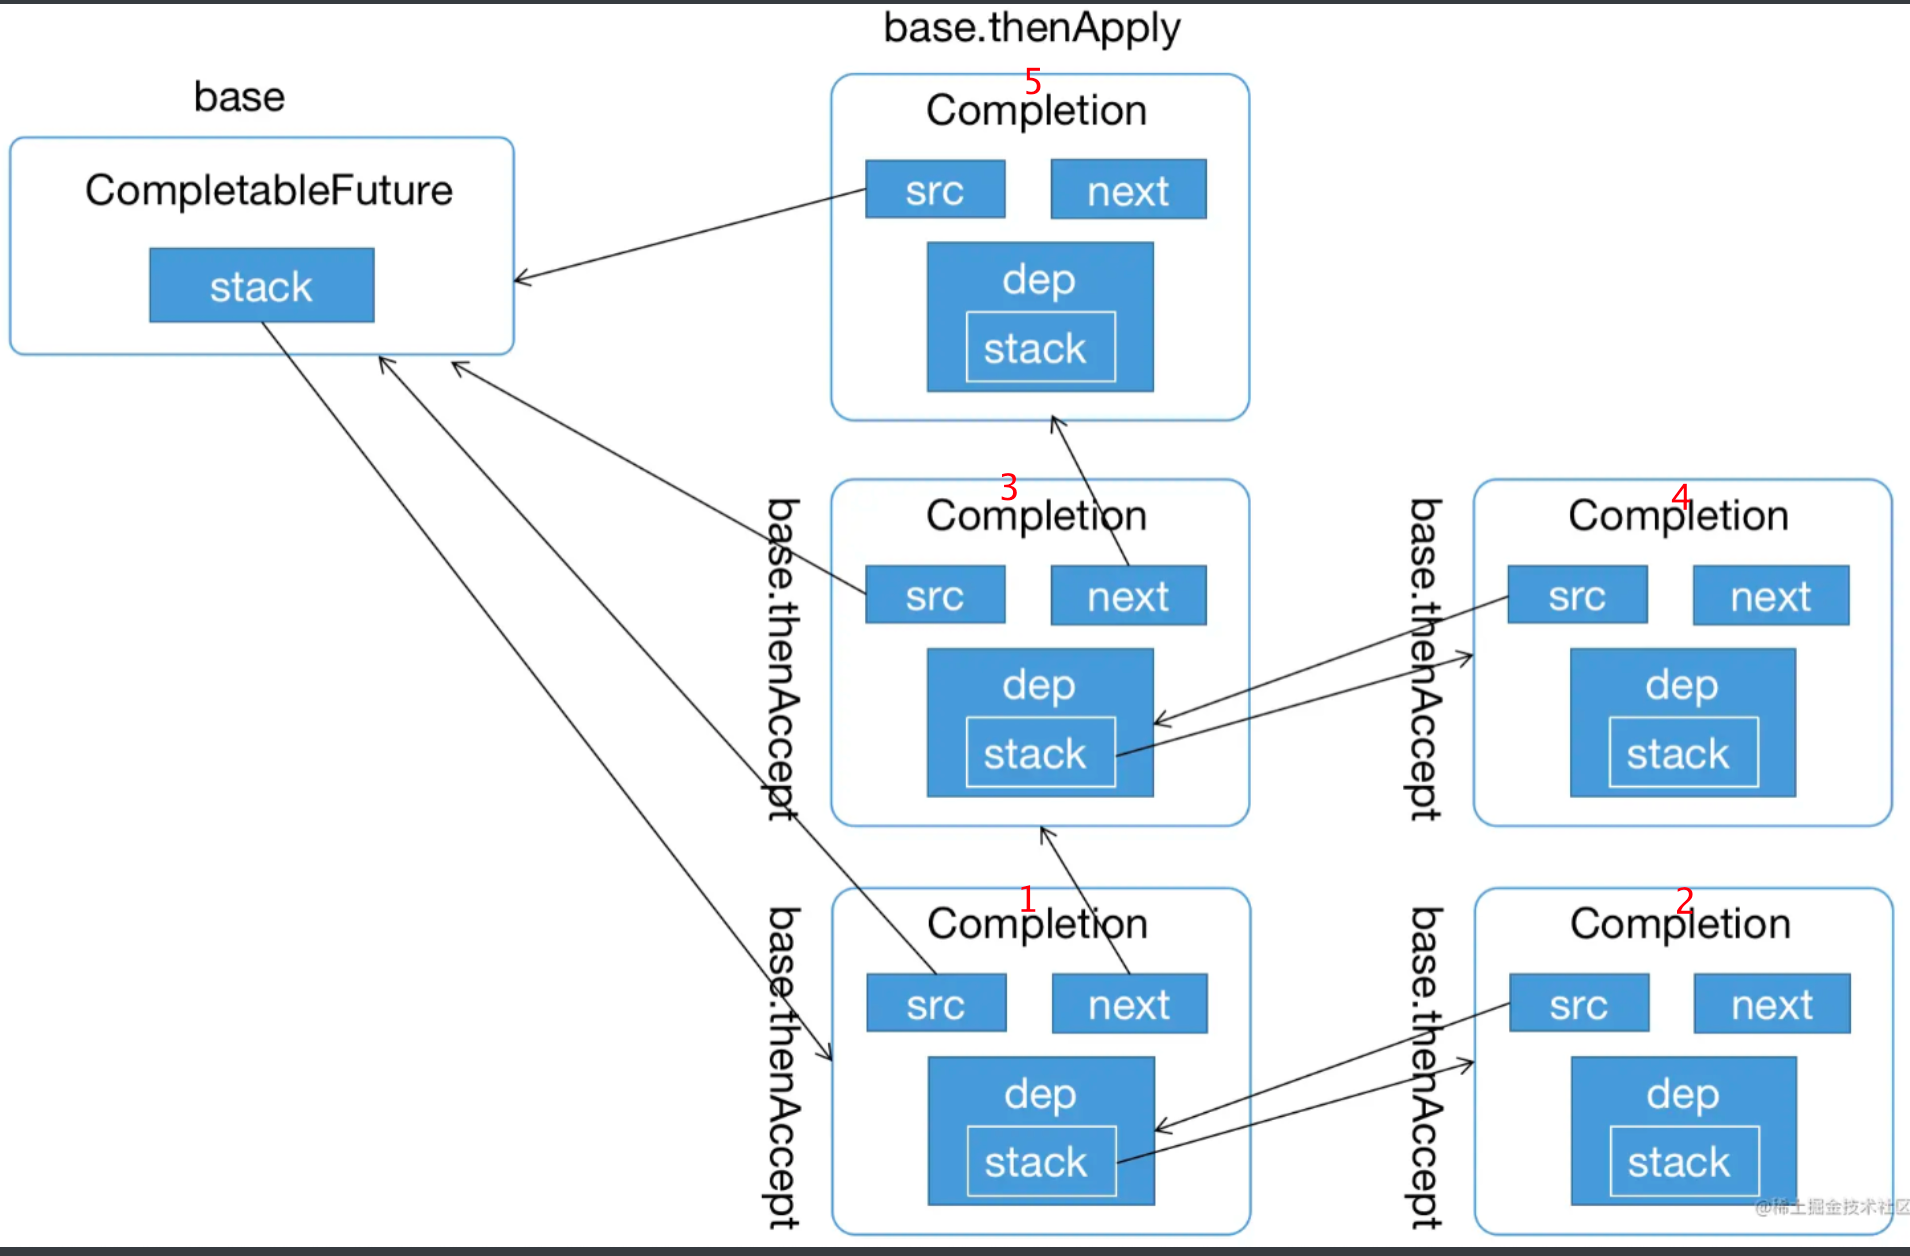 base.thenApply
base
5
Completion
src
next
dep
stack
CompletableFuture
stack
base.thenAccept
3
Completion
src
next
dep
stack
base.thenAccept
4
Completion
src
next
dep
stack
base.thenAccept
1
Completion
src
next
dep
stack
base.thenAccept
2
Completion
src
next
dep
stack
@稀土掘金技术社区